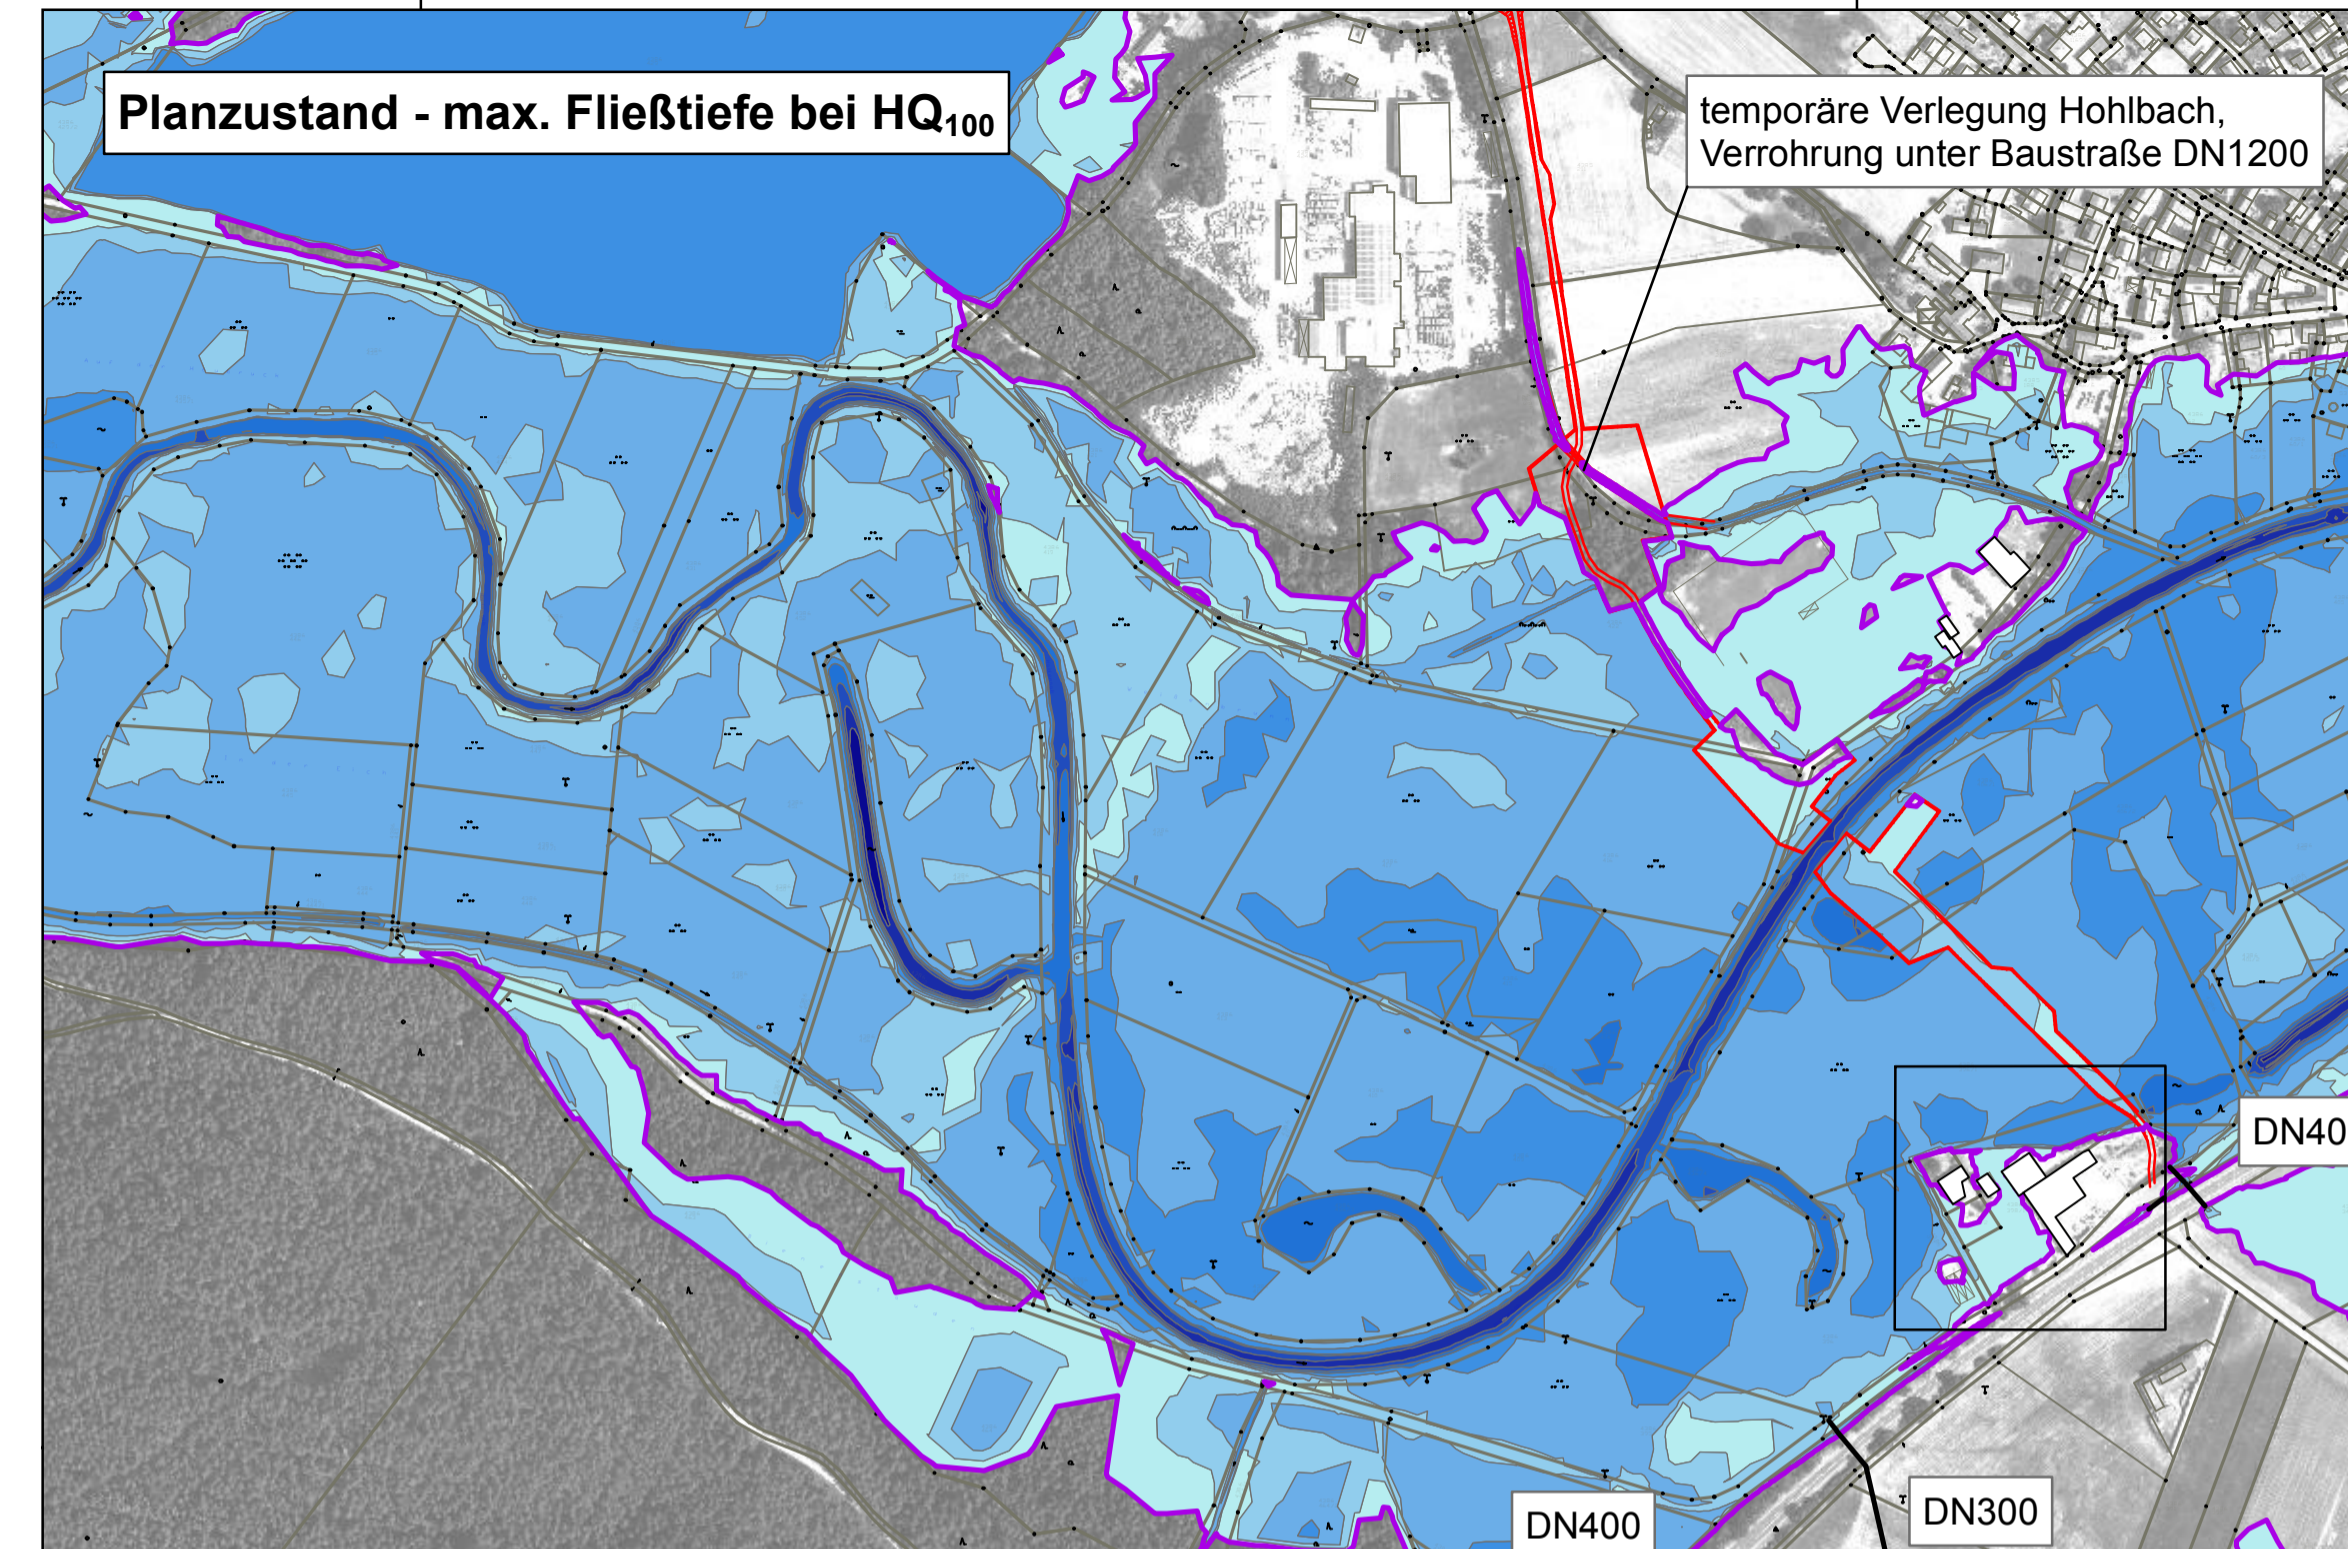 Planzustand - max. Fließtiefe bei HQ100
temporäre Verlegung Hohlbach,
Verrohrung unter Baustraße DN1200
DN40
DN300
DN400